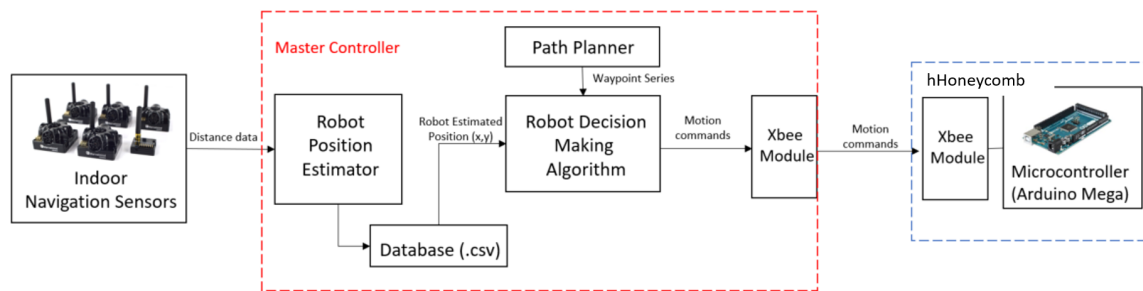 Master Controller
Path Planner
Waypoint Series
hHoneycomb
Indoor
Navigation Sensors
Distance data
Robot
Position
Estimator
Database (.csv)
Robot Estimated
Position (x,y)
Robot Decision
Making
Algorithm
Motion
commands
Xbee
Module
Motion
commands
Xbee
Module
Microcontroller
(Arduino Mega)